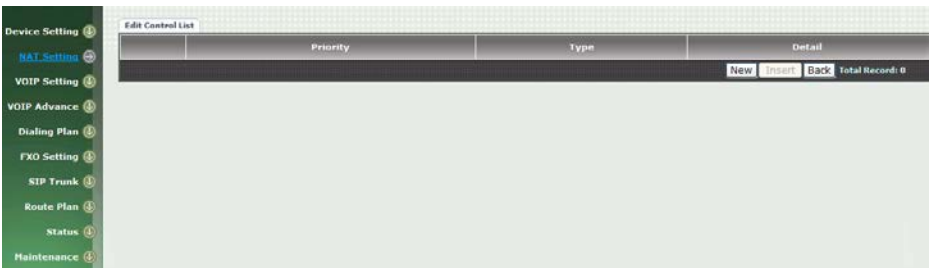 Device Setting
NAT Setting
VOIP Setting
VOIP Advance
Dialing Plan
FXO Setting
SIP Trunk
Route Plan
Status
Maintenance
Edit Control List
Priority Type Detail
New Insert Back Total Record: 0